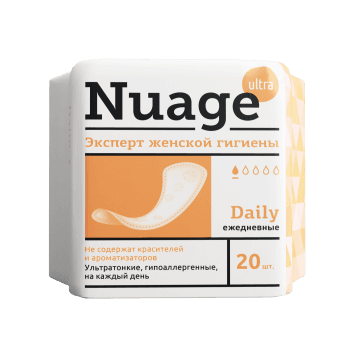 ultra
Nuage
Эксперт женской гигиены
Daily
ежедневные
Не содержат красителей
и ароматизаторов
Ультратонкие, гипоаллергенные,
на каждый день
20 шт.